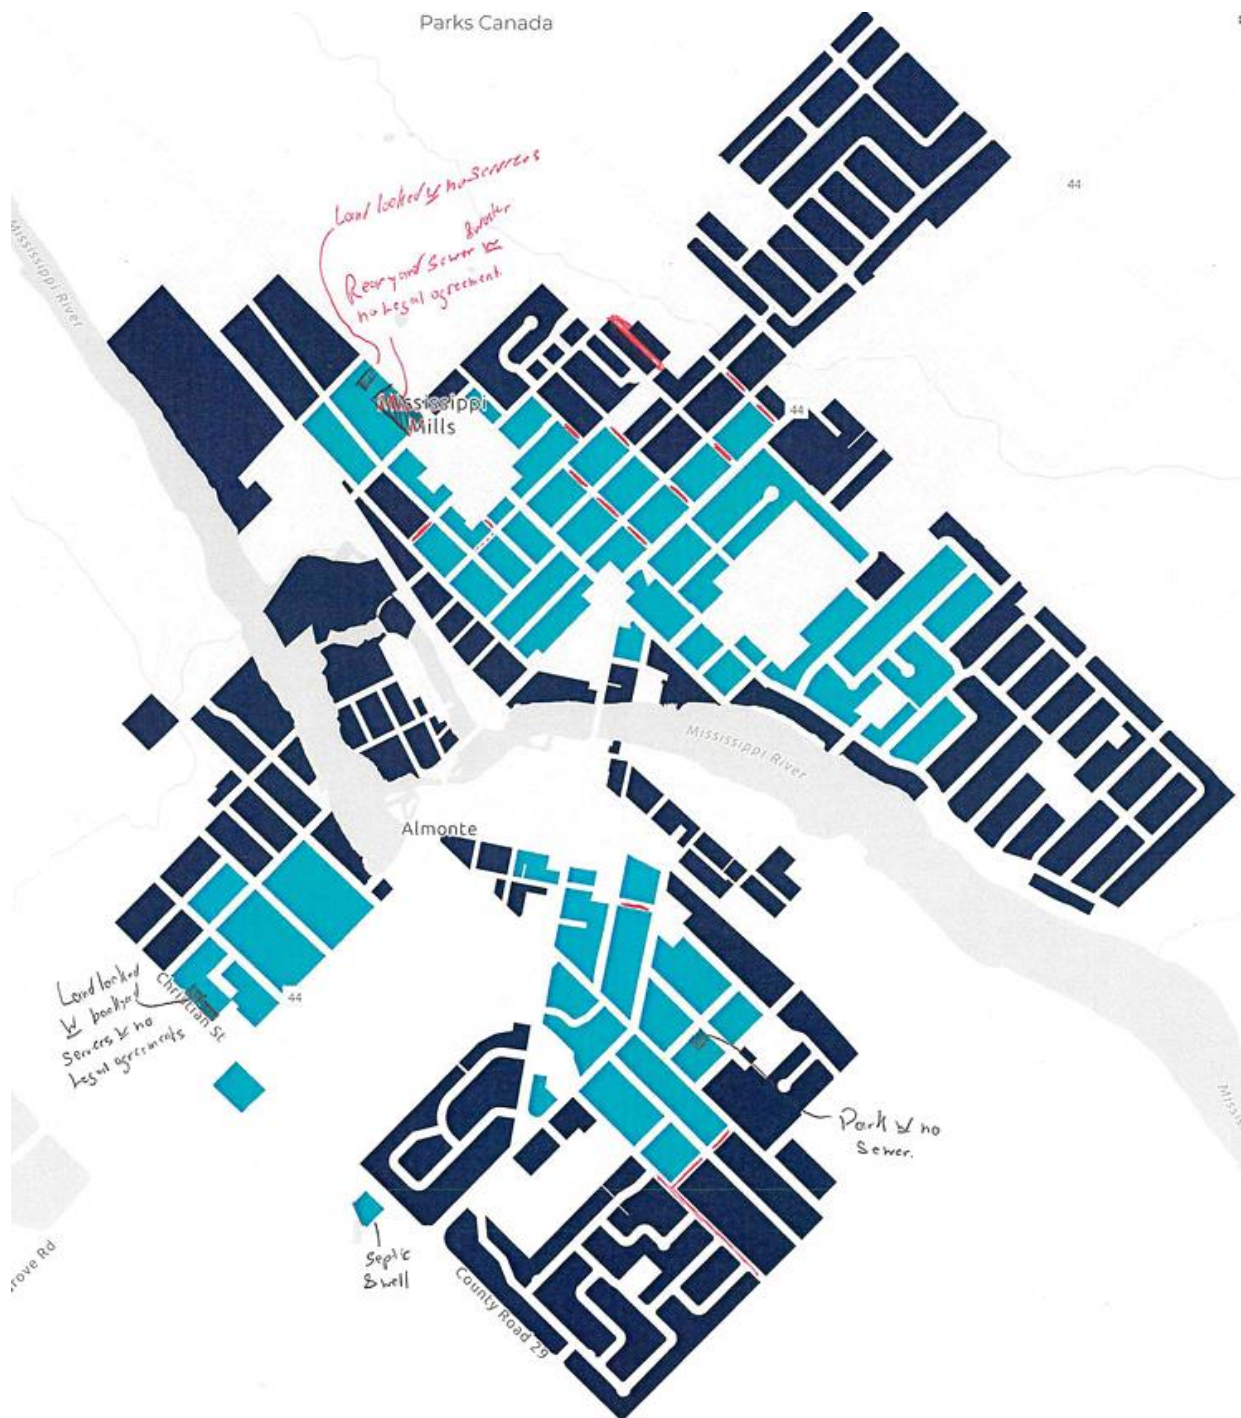 Parks Canada
44
Land locked w no Services
Rear yard sewer & water w
no Legal agreement.
Mississippi River
Mississippi
Mills
44
Mississippi River
Almonte
Land locked
w backyard
servers w no
Legal agreements
Christian St
44
Park w no
Sewer.
Septic
& well
County Road 29
rove Rd
Missis